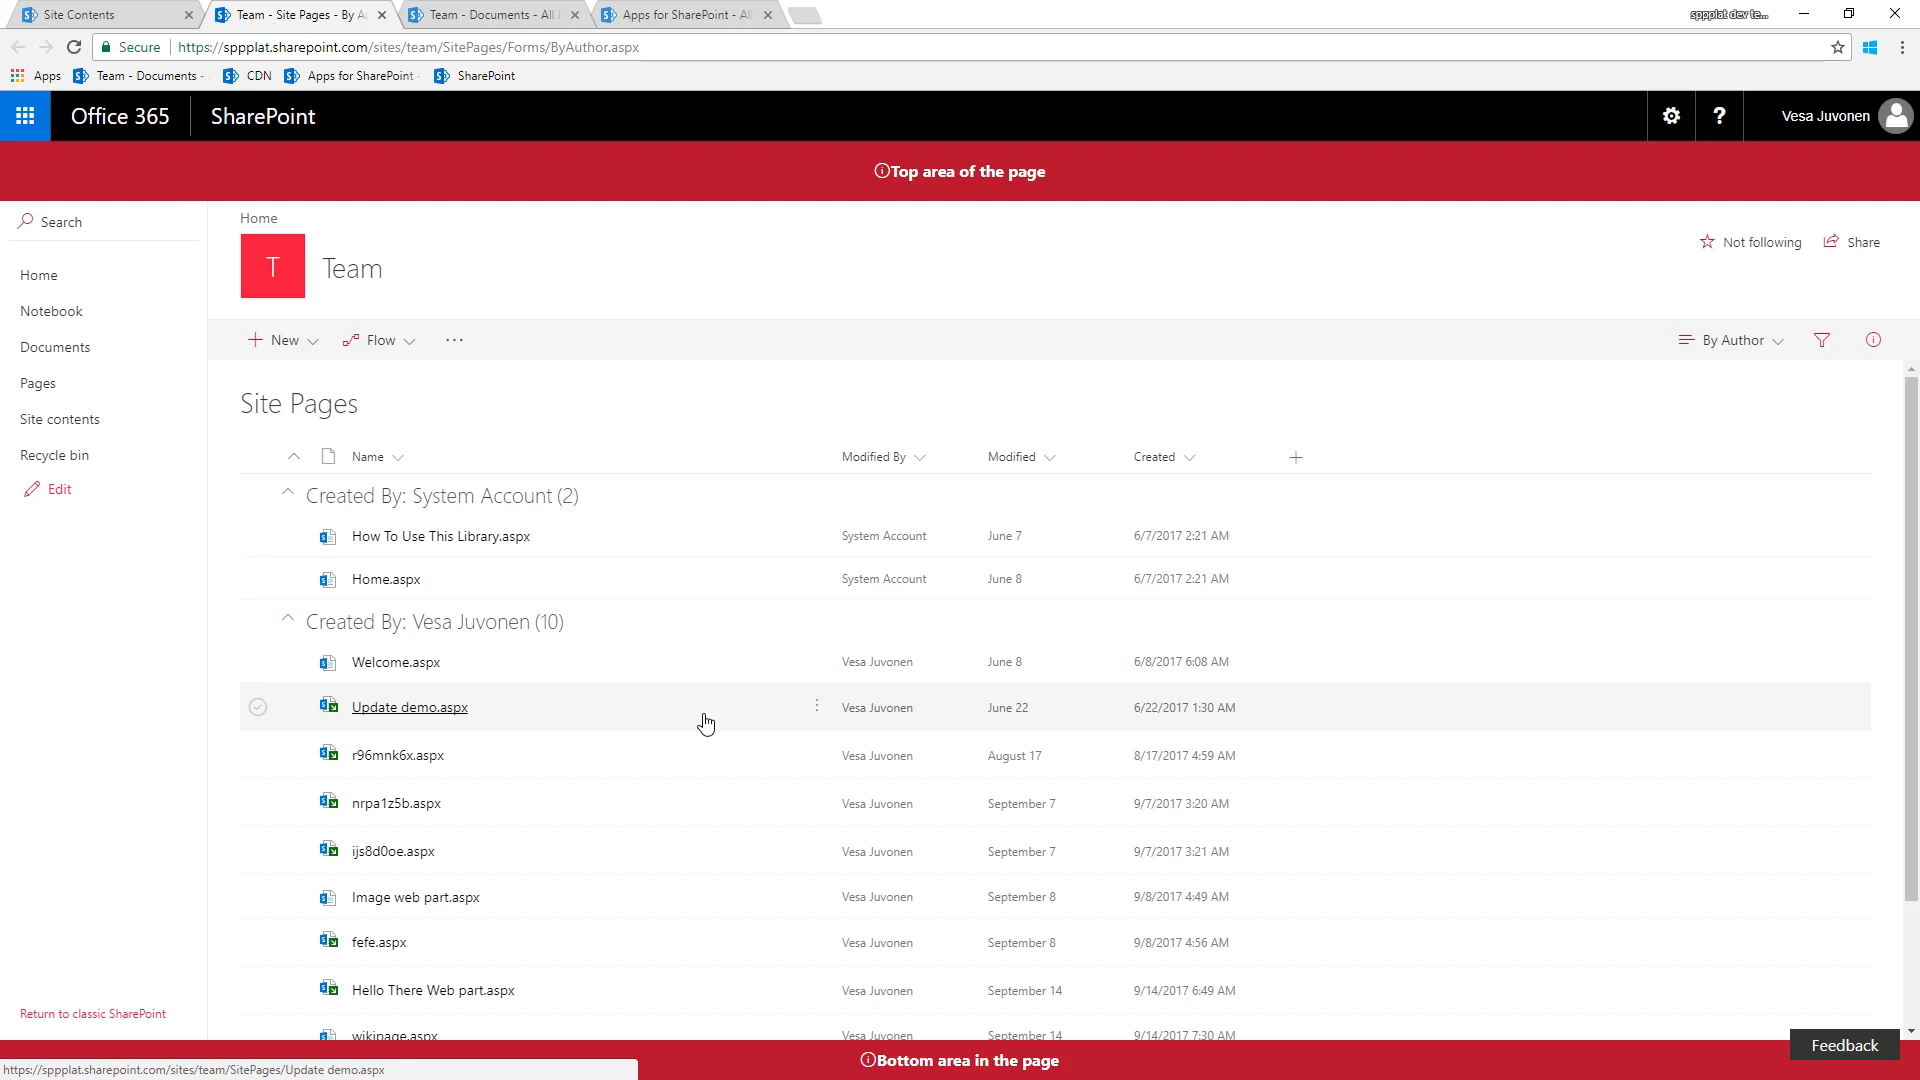 Site Contents
Team - Site Pages - By A
Team - Documents - All
Apps for SharePoint - All
sppplat dev te...
Secure
https://sppplat.sharepoint.com/sites/team/SitePages/Forms/ByAuthor.aspx
Apps
Team - Documents -
CDN
Apps for SharePoint
SharePoint
Office 365
SharePoint
Vesa Juvonen
Top area of the page
Search
Home
Notebook
Documents
Pages
Site contents
Recycle bin
Edit
Return to classic SharePoint
Home
T
Team
Not following
Share
New
Flow
By Author
Site Pages
Name Modified By Modified Created
Created By: System Account (2)
How To Use This Library.aspx System Account June 7 6/7/2017 2:21 AM
Home.aspx System Account June 8 6/7/2017 2:21 AM
Created By: Vesa Juvonen (10)
Welcome.aspx Vesa Juvonen June 8 6/8/2017 6:08 AM
Update demo.aspx Vesa Juvonen June 22 6/22/2017 1:30 AM
r96mnk6x.aspx Vesa Juvonen August 17 8/17/2017 4:59 AM
nrpa1z5b.aspx Vesa Juvonen September 7 9/7/2017 3:20 AM
ijs8d0oe.aspx Vesa Juvonen September 7 9/7/2017 3:21 AM
Image web part.aspx Vesa Juvonen September 8 9/8/2017 4:49 AM
fefe.aspx Vesa Juvonen September 8 9/8/2017 4:56 AM
Hello There Web part.aspx Vesa Juvonen September 14 9/14/2017 6:49 AM
wikipage.aspx Vesa Juvonen September 14 9/14/2017 7:30 AM
Feedback
Bottom area in the page
https://sppplat.sharepoint.com/sites/team/SitePages/Update demo.aspx